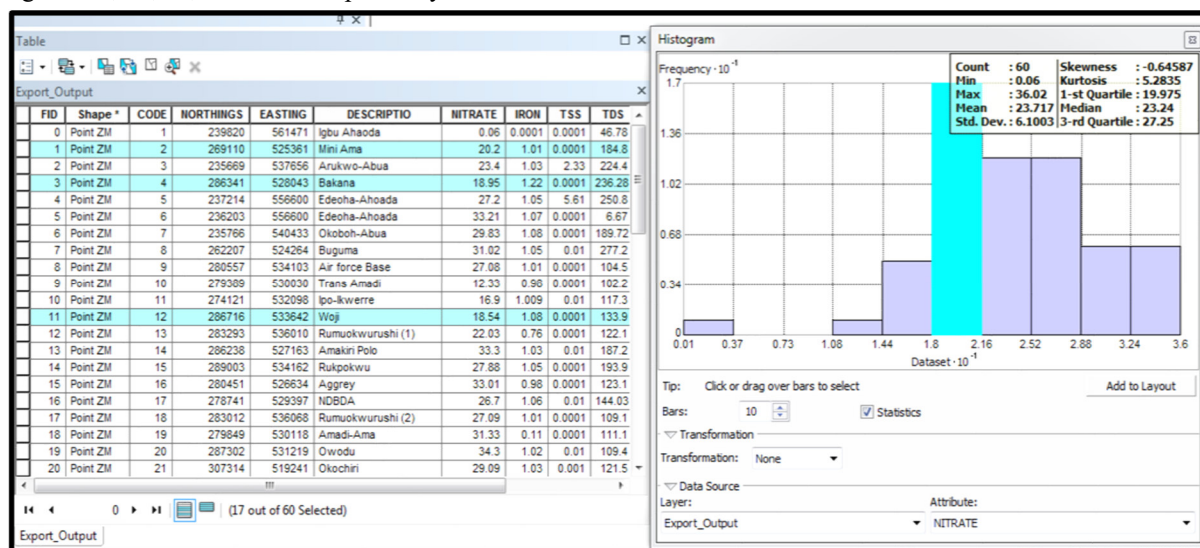 Table
Export_Output
FID Shape * CODE NORTHINGS EASTING DESCRIPTIO NITRATE IRON TSS TDS
0 Point ZM 1 239820 561471 Igbu Ahaoda 0.06 0.0001 0.0001 46.78
1 Point ZM 2 269110 525361 Mini Ama 20.2 1.01 0.0001 184.8
2 Point ZM 3 235669 537656 Arukwo-Abua 23.4 1.03 2.33 224.4
3 Point ZM 4 286341 528043 Bakana 18.95 1.22 0.0001 236.28
4 Point ZM 5 237214 556600 Edeoha-Ahoada 27.2 1.05 5.61 250.8
5 Point ZM 6 236203 556600 Edeoha-Ahoada 33.21 1.07 0.0001 6.67
6 Point ZM 7 235766 540433 Okoboh-Abua 29.83 1.08 0.0001 189.72
7 Point ZM 8 262207 524264 Buguma 31.02 1.05 0.01 277.2
8 Point ZM 9 280557 534103 Air force Base 27.08 1.01 0.0001 104.5
9 Point ZM 10 279389 530030 Trans Amadi 12.33 0.98 0.0001 102.2
10 Point ZM 11 274121 532098 Ipo-Ikwerre 16.9 1.009 0.01 117.3
11 Point ZM 12 286716 533642 Woji 18.54 1.08 0.0001 133.9
12 Point ZM 13 283293 536010 Rumuokwurushi (1) 22.03 0.76 0.0001 122.1
13 Point ZM 14 286238 527163 Amakiri Polo 33.3 1.03 0.01 187.2
14 Point ZM 15 289003 534162 Rukpokwu 27.88 1.05 0.0001 193.9
15 Point ZM 16 280451 526634 Aggrey 33.01 0.98 0.0001 123.1
16 Point ZM 17 278741 529397 NDBDA 26.7 1.06 0.01 144.03
17 Point ZM 18 283012 536068 Rumuokwurushi (2) 27.09 1.01 0.0001 109.1
18 Point ZM 19 279849 530118 Amadi-Ama 31.33 0.11 0.0001 111.1
19 Point ZM 20 287302 531219 Owodu 34.3 1.02 0.01 109.4
20 Point ZM 21 307314 519241 Okochiri 29.09 1.03 0.001 121.5
0 (17 out of 60 Selected)
Export_Output
Histogram
Frequency · 10 -1
Count : 60 Skewness : -0.64587
Min : 0.06 Kurtosis : 5.2835
Max : 36.02 1-st Quartile : 19.975
Mean : 23.717 Median : 23.24
Std. Dev. : 6.1003 3-rd Quartile : 27.25
1.7
1.36
1.02
0.68
0.34
0
0.01 0.37 0.73 1.08 1.44 1.8 2.16 2.52 2.88 3.24 3.6
Dataset · 10 -1
Tip: Click or drag over bars to select Add to Layout
Bars: 10 Statistics
Transformation
Transformation: None
Data Source
Layer: Attribute:
Export_Output NITRATE